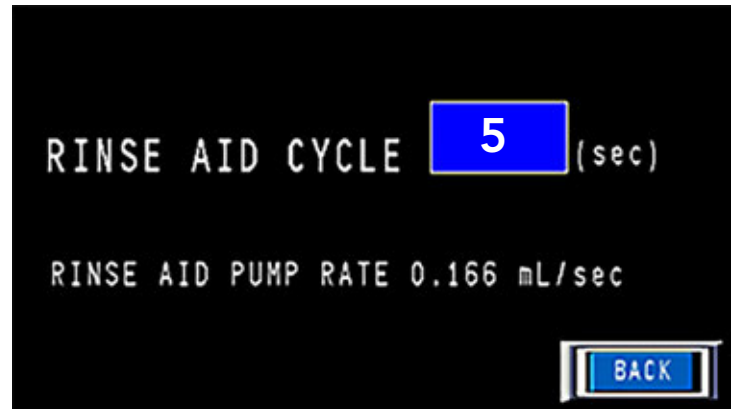 RINSE AID CYCLE 5 (sec)
RINSE AID PUMP RATE 0.166 mL/sec
BACK